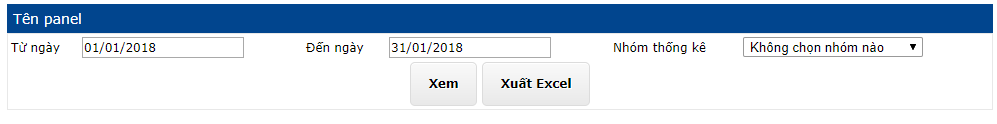 Tên panel
Từ ngày 01/01/2018 Đến ngày 31/01/2018 Nhóm thống kê Không chọn nhóm nào
Xem Xuất Excel